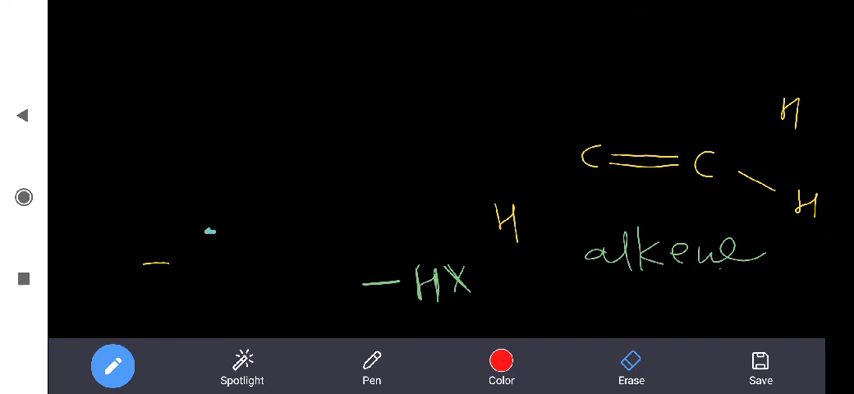 H
C = C
H
H
alkene
- HX
Spotlight
Pen
Color
Erase
Save